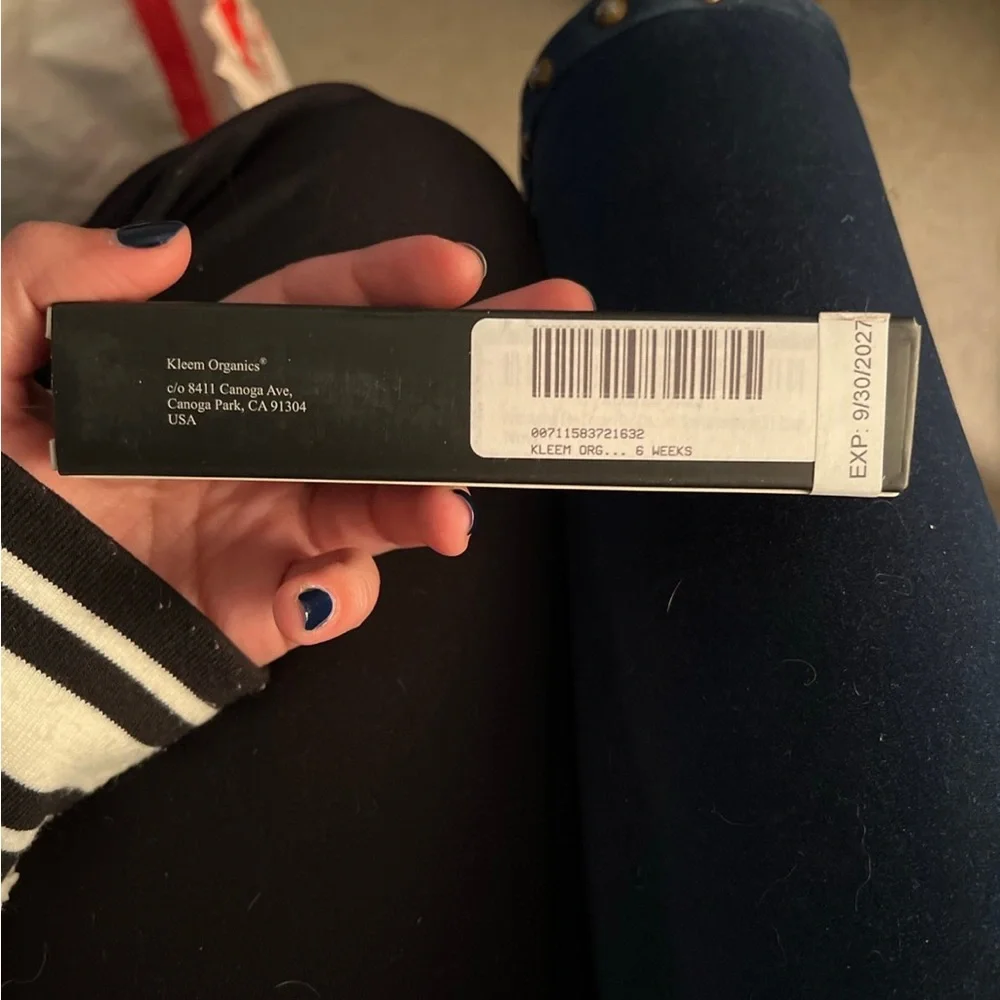 Kleem Organics®
c/o 8411 Canoga Ave,
Canoga Park, CA 91304
USA
00711583721632
KLEEM ORG... 6 WEEKS
EXP: 9/30/2027